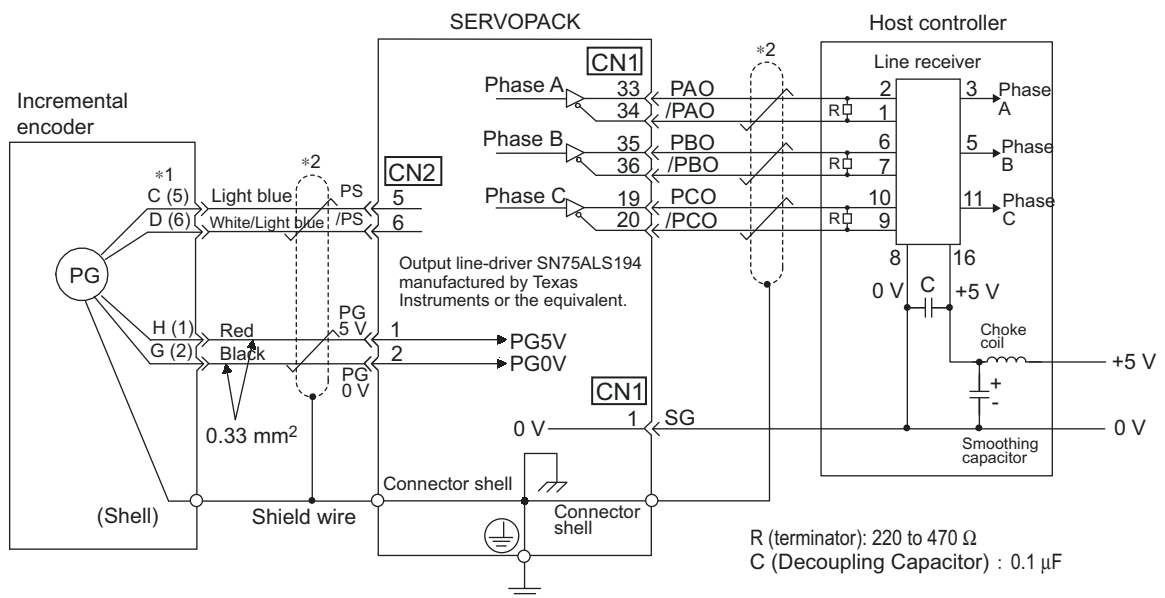 SERVOPACK
Host controller
Incremental
encoder
*1
C (5)
D (6)
PG
H (1)
G (2)
(Shell)
Light blue
White/Light blue
*2
PS
/PS
Red
Black
PG
5 V
PG
0 V
0.33 mm²
Shield wire
CN2
5
6
1
2
PG5V
PG0V
Output line-driver SN75ALS194
manufactured by Texas
Instruments or the equivalent.
Phase A
Phase B
Phase C
CN1
33
34
35
36
19
20
PAO
/PAO
PBO
/PBO
PCO
/PCO
*2
CN1
0 V
1
SG
Connector shell
Connector
shell
Line receiver
R
R
R
2
1
6
7
10
9
3
5
11
Phase
A
Phase
B
Phase
C
8
16
0 V
C
+5 V
Choke
coil
+5 V
+
-
0 V
Smoothing
capacitor
R (terminator): 220 to 470 Ω
C (Decoupling Capacitor) : 0.1 µF